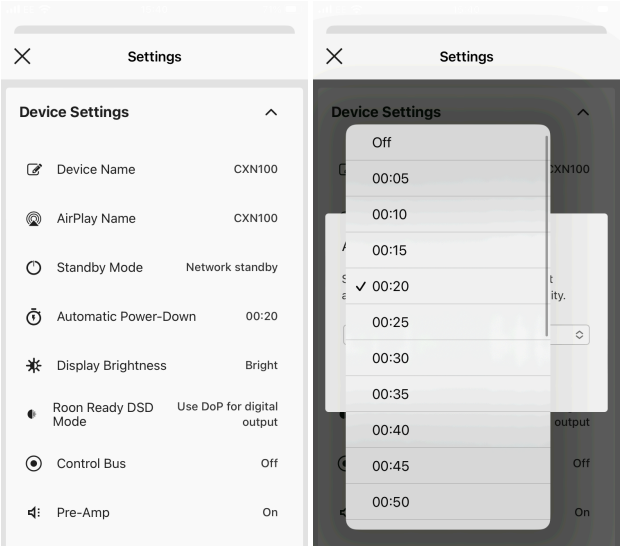 Settings
Device Settings
Device Name CXN100
AirPlay Name CXN100
Standby Mode Network standby
Automatic Power-Down 00:20
Display Brightness Bright
Roon Ready DSD Mode
Use DoP for digital output
Control Bus Off
Pre-Amp On
Settings
Device Settings
CXN100
Off
00:05
00:10
00:15
00:20
00:25
00:30
00:35
00:40
00:45
00:50
output
Off
On